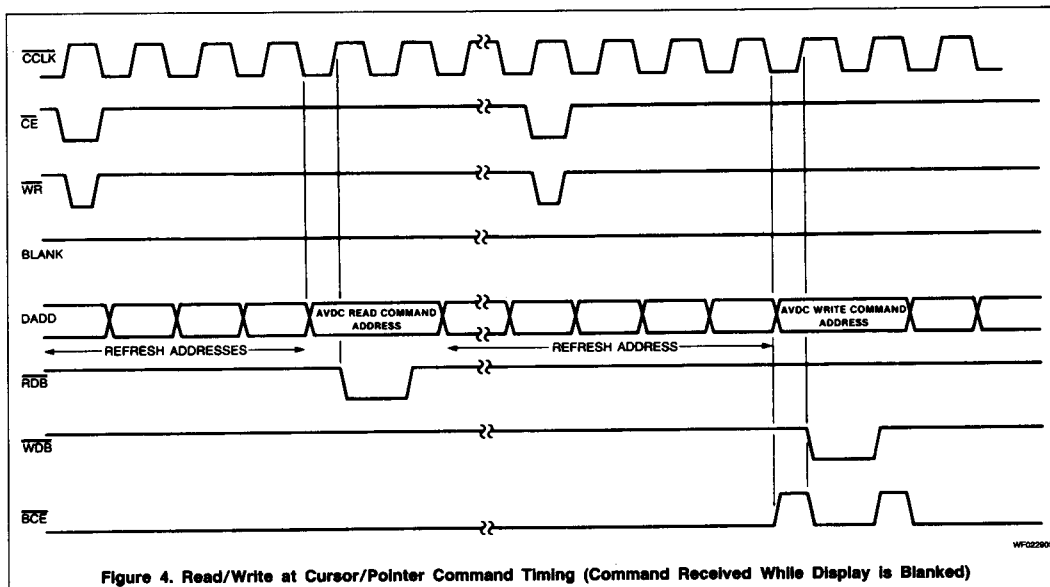 CCLK
CE
WR
BLANK
DADD
AVDC READ COMMAND
ADDRESS
AVDC WRITE COMMAND
ADDRESS
REFRESH ADDRESSES
REFRESH ADDRESS
RDB
WDB
BCE
Figure 4. Read/Write at Cursor/Pointer Command Timing (Command Received While Display is Blanked)